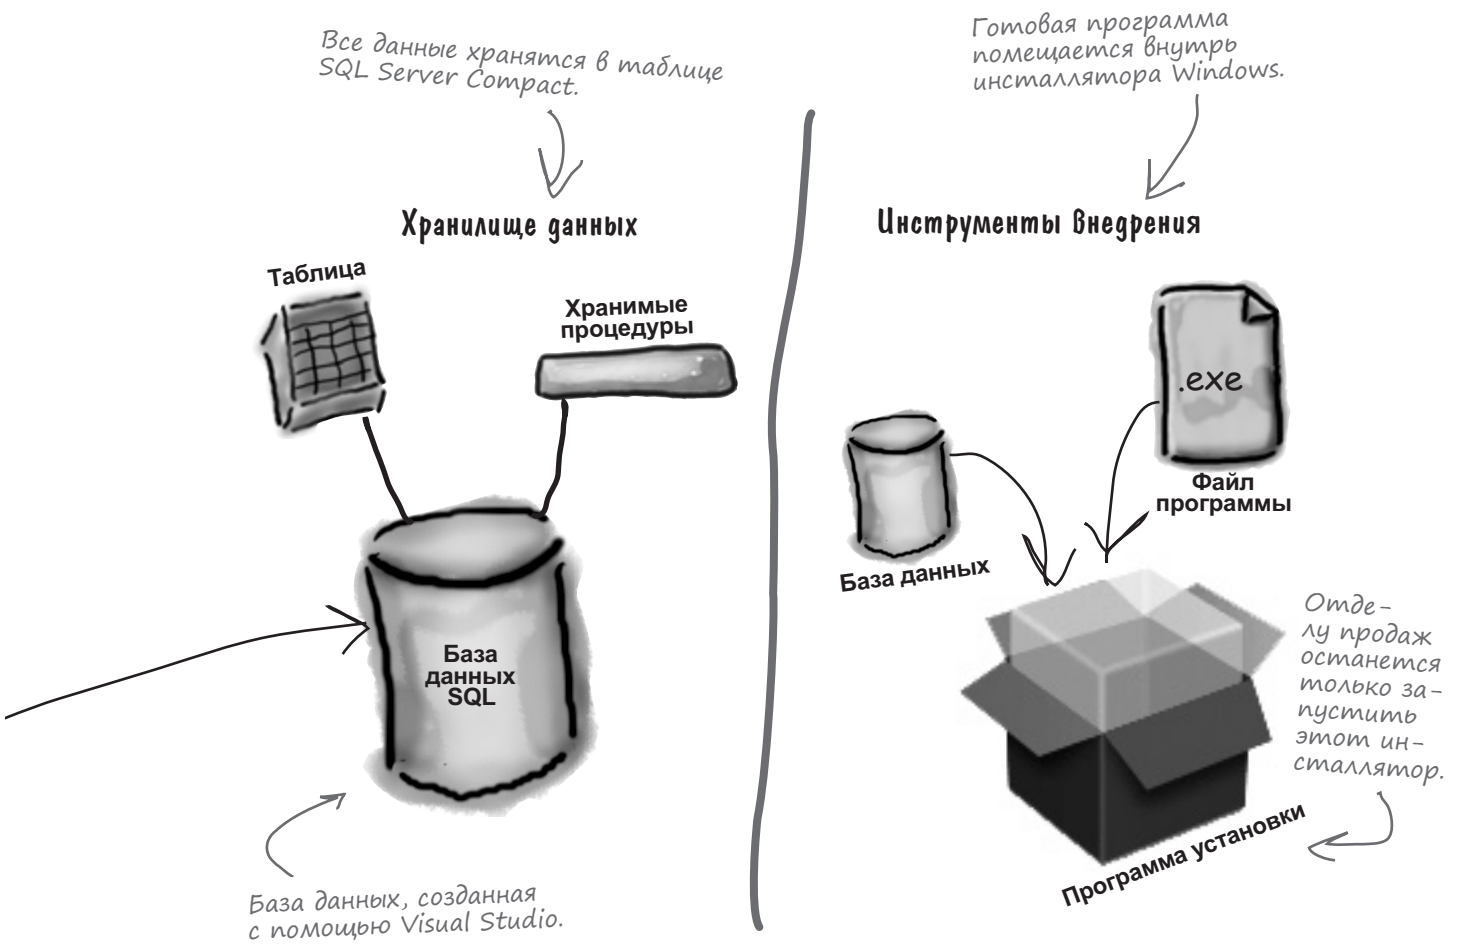 Все данные хранятся в таблице
SQL Server Compact.
Хранилище данных
Таблица
Хранимые
процедуры
База
данных
SQL
База данных, созданная
с помощью Visual Studio.
Готовая программа
помещается внутрь
инсталлятора Windows.
Инструменты внедрения
.exe
Файл
программы
База данных
Отде-
лу продаж
останется
только за-
пустить
этот ин-
сталлятор.
Программа установки